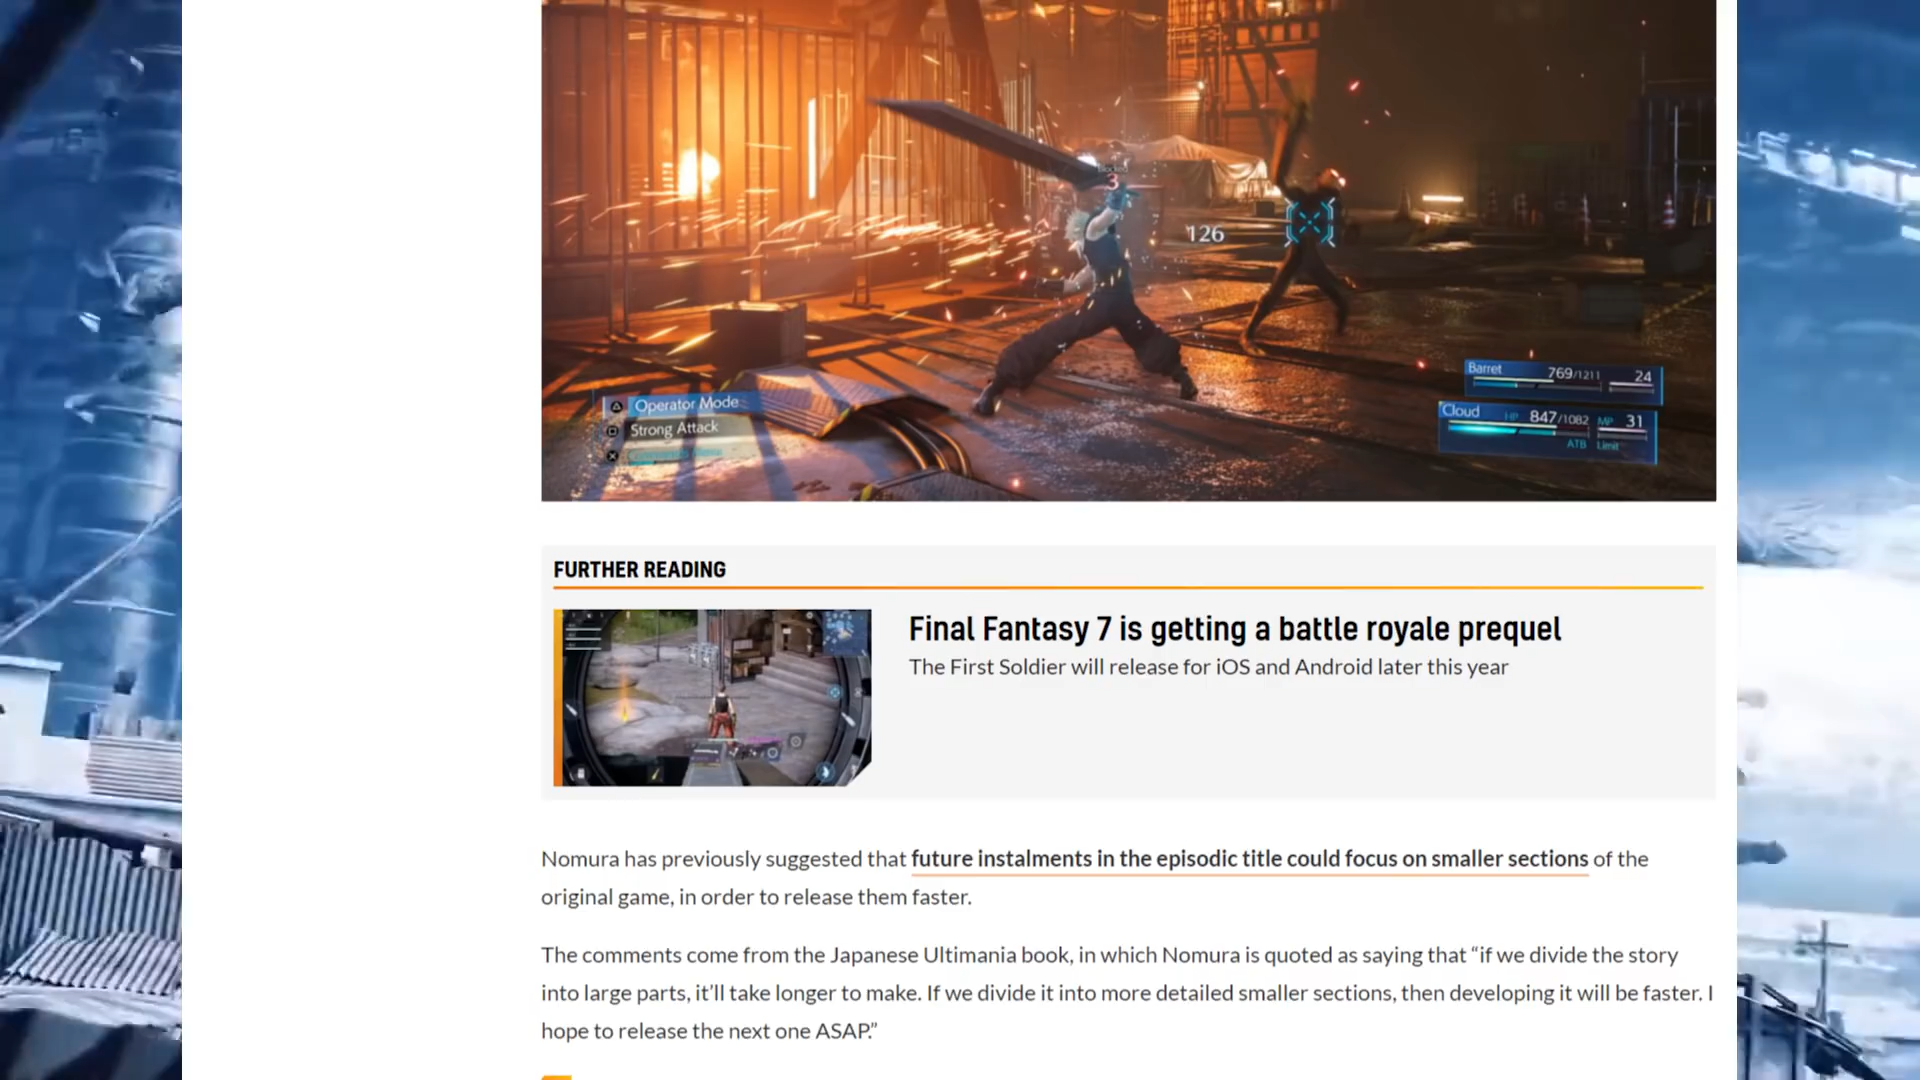 Blocked
3
126
Barret 769/1211 24
Operator Mode
Cloud HP 847/1082 MP 31
Strong Attack
ATB Limit
Commands Menu
FURTHER READING
Final Fantasy 7 is getting a battle royale prequel
The First Soldier will release for iOS and Android later this year
Nomura has previously suggested that future instalments in the episodic title could focus on smaller sections of the
original game, in order to release them faster.
The comments come from the Japanese Ultimania book, in which Nomura is quoted as saying that “if we divide the story
into large parts, it’ll take longer to make. If we divide it into more detailed smaller sections, then developing it will be faster. I
hope to release the next one ASAP.”